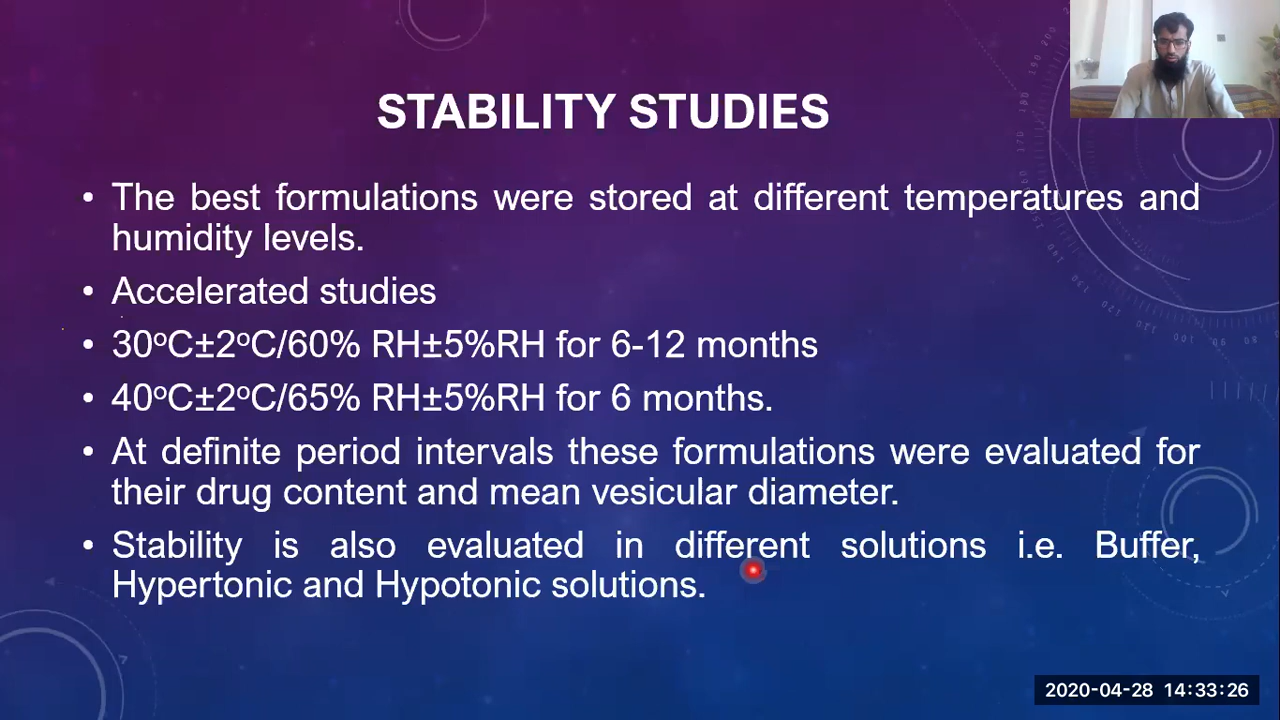 STABILITY STUDIES
• The best formulations were stored at different temperatures and
humidity levels.
• Accelerated studies
• 30ºC±2ºC/60% RH±5%RH for 6-12 months
• 40ºC±2ºC/65% RH±5%RH for 6 months.
• At definite period intervals these formulations were evaluated for
their drug content and mean vesicular diameter.
• Stability is also evaluated in different solutions i.e. Buffer,
Hypertonic and Hypotonic solutions.
2020-04-28 14:33:26